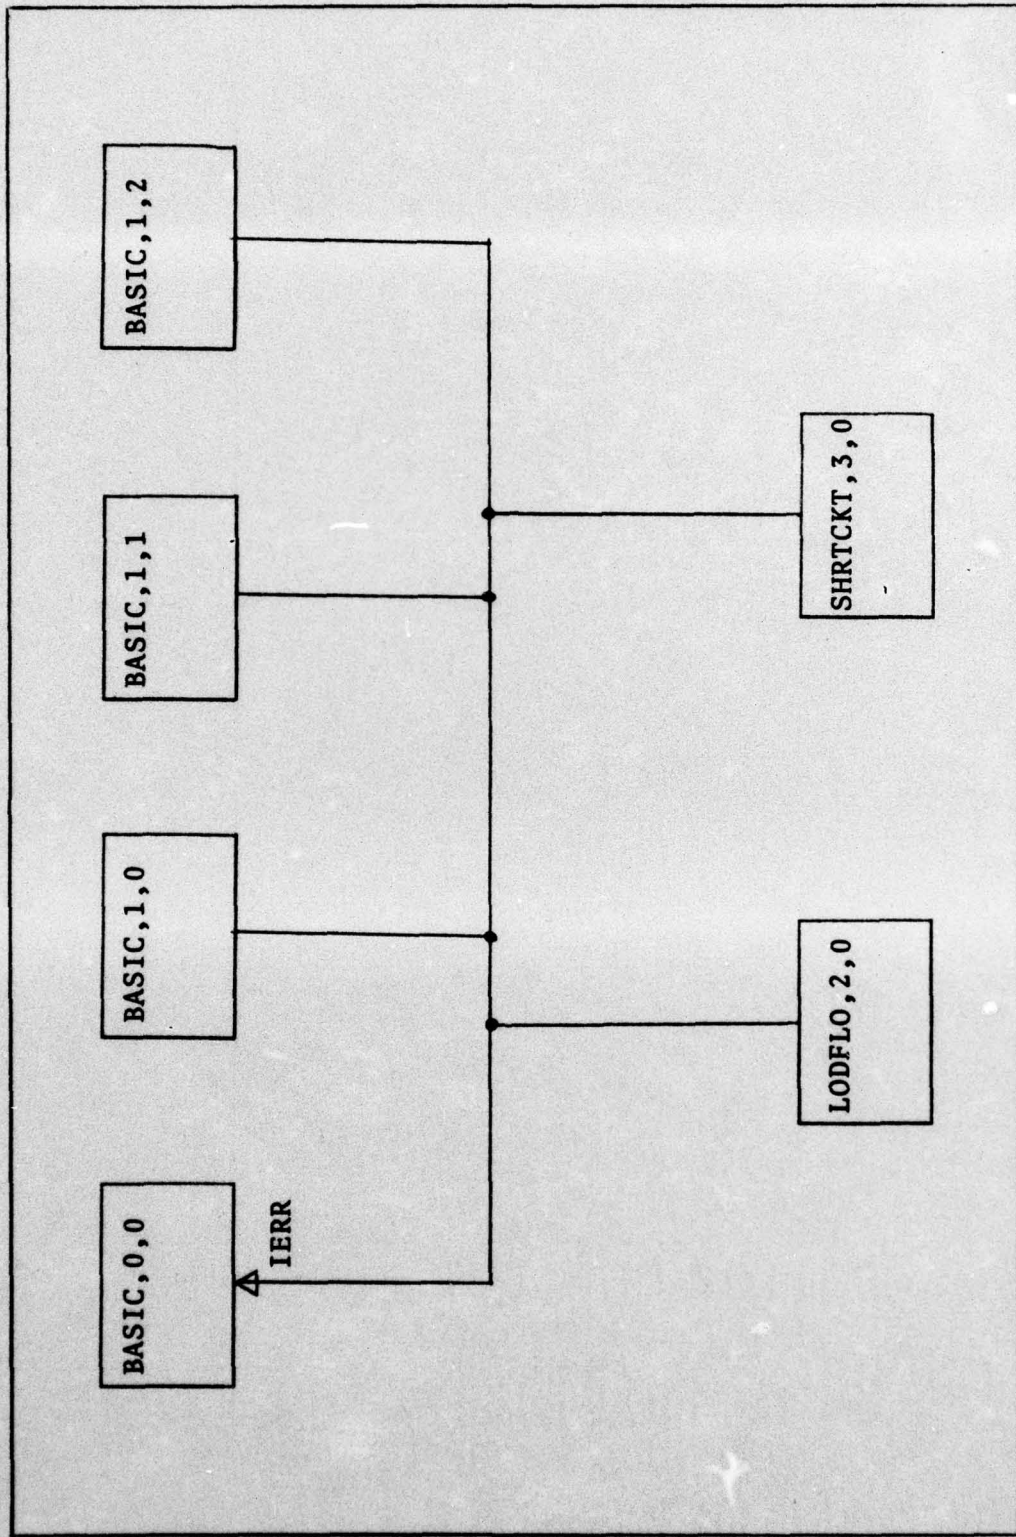 BASIC,0,0
BASIC,1,0
BASIC,1,1
BASIC,1,2
IERR
LODFLO,2,0
SHRTCKT,3,0